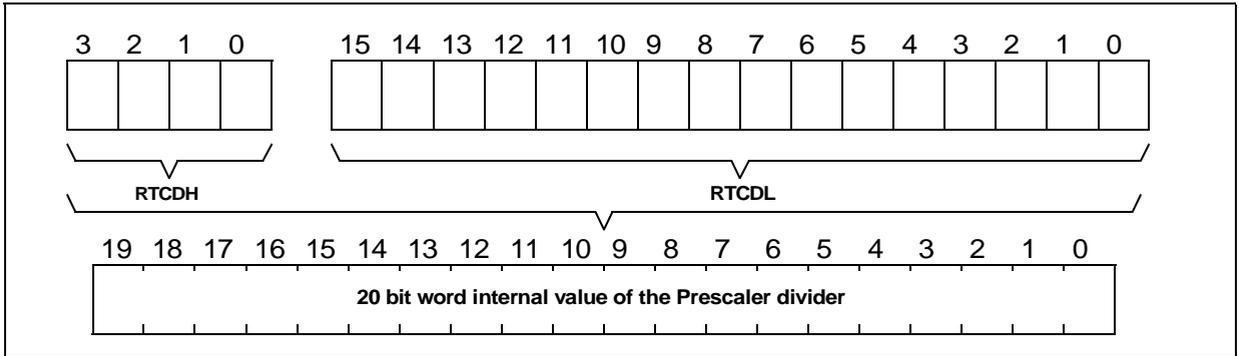 3 2 1 0 15 14 13 12 11 10 9 8 7 6 5 4 3 2 1 0
RTCDH RTCDL
19 18 17 16 15 14 13 12 11 10 9 8 7 6 5 4 3 2 1 0
20 bit word internal value of the Prescaler divider